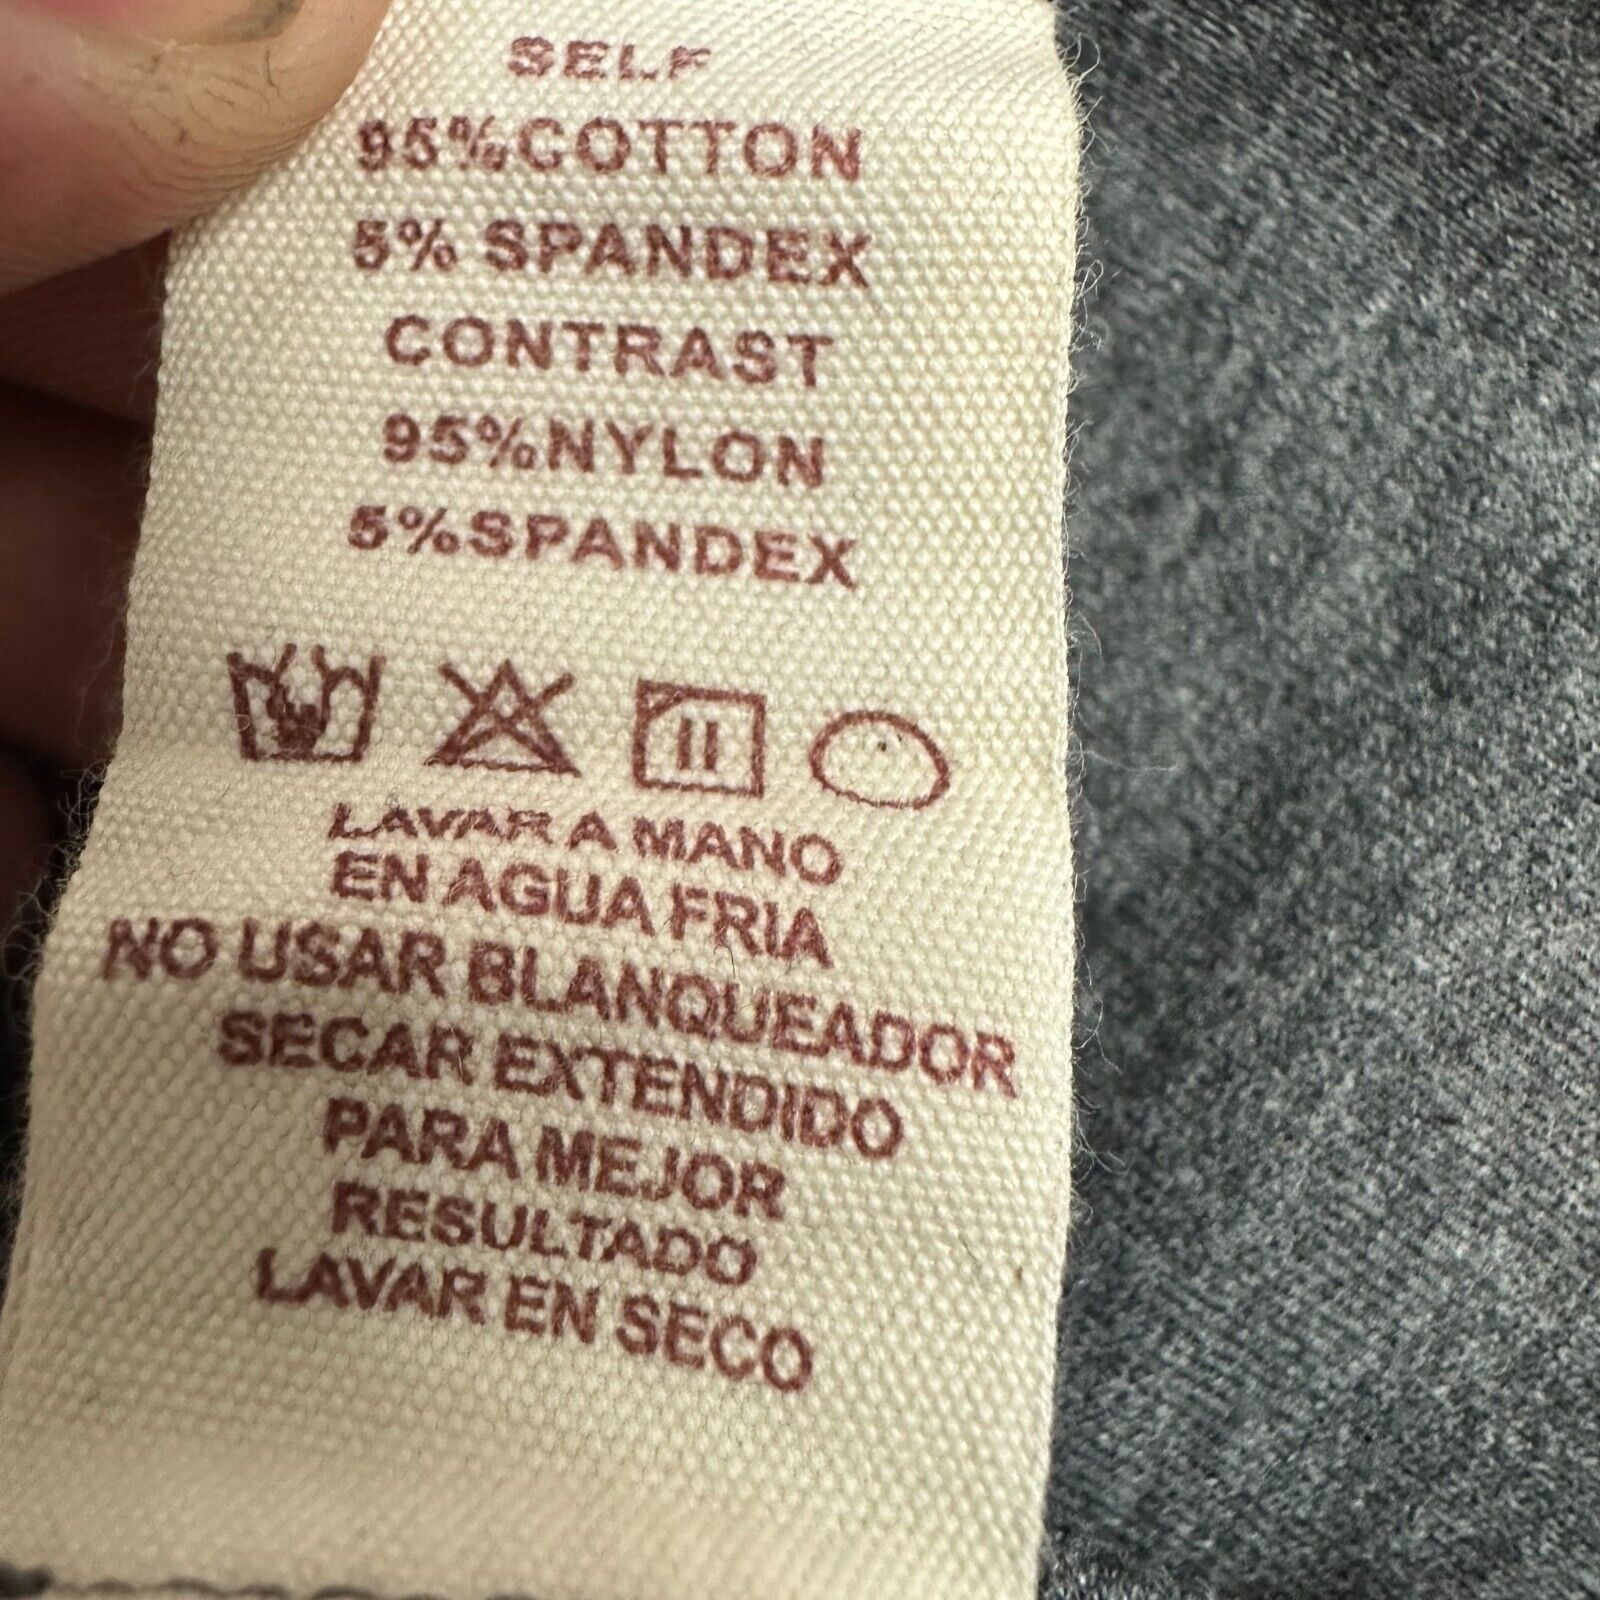 SELF
95%COTTON
5% SPANDEX
CONTRAST
95%NYLON
5%SPANDEX
LAVAR A MANO
EN AGUA FRIA
NO USAR BLANQUEADOR
SECAR EXTENDIDO
PARA MEJOR
RESULTADO
LAVAR EN SECO